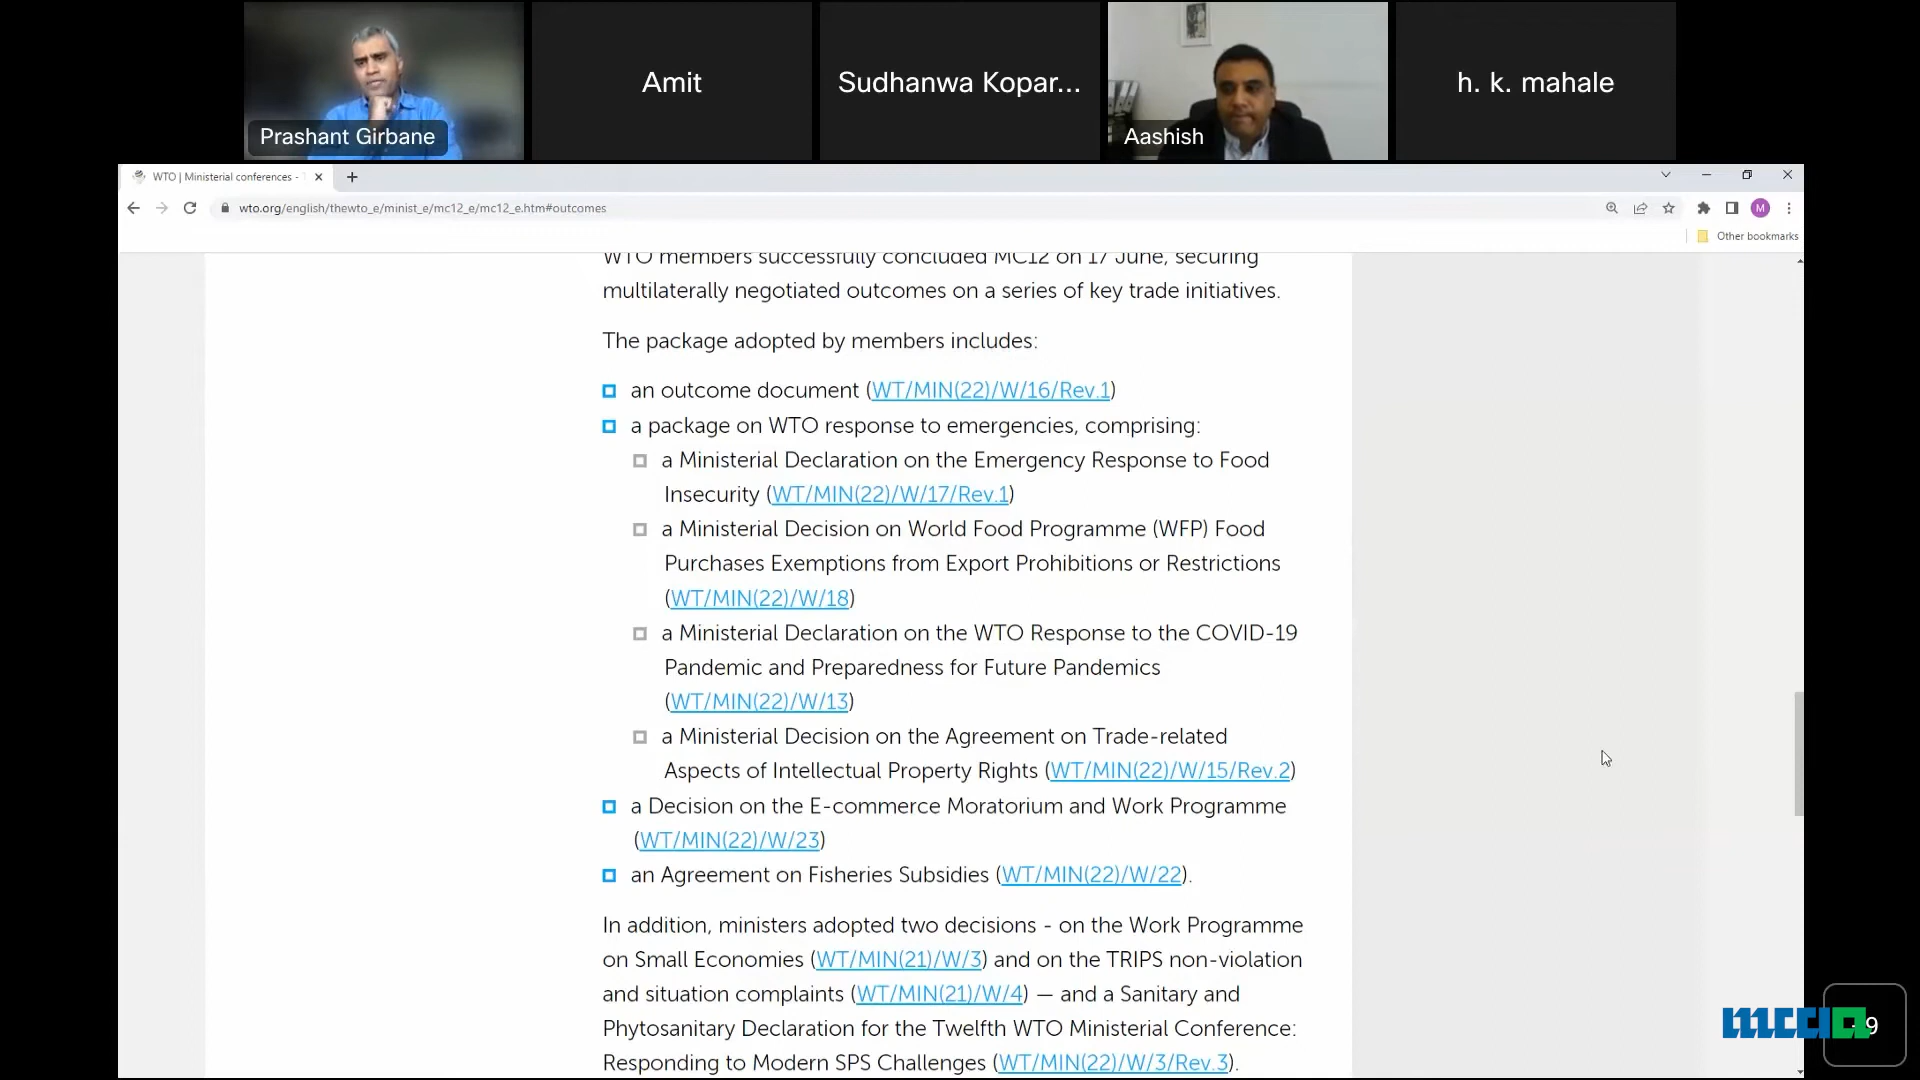 Prashant Girbane
Amit
Sudhanwa Kopar...
Aashish
h. k. mahale
WTO | Ministerial conferences -
wto.org/english/thewto_e/minist_e/mc12_e/mc12_e.htm#outcomes
M
Other bookmarks
WTO members successfully concluded MC12 on 17 June, securing
multilaterally negotiated outcomes on a series of key trade initiatives.
The package adopted by members includes:
an outcome document (WT/MIN(22)/W/16/Rev.1)
a package on WTO response to emergencies, comprising:
a Ministerial Declaration on the Emergency Response to Food
Insecurity (WT/MIN(22)/W/17/Rev.1)
a Ministerial Decision on World Food Programme (WFP) Food
Purchases Exemptions from Export Prohibitions or Restrictions
(WT/MIN(22)/W/18)
a Ministerial Declaration on the WTO Response to the COVID-19
Pandemic and Preparedness for Future Pandemics
(WT/MIN(22)/W/13)
a Ministerial Decision on the Agreement on Trade-related
Aspects of Intellectual Property Rights (WT/MIN(22)/W/15/Rev.2)
a Decision on the E-commerce Moratorium and Work Programme
(WT/MIN(22)/W/23)
an Agreement on Fisheries Subsidies (WT/MIN(22)/W/22).
In addition, ministers adopted two decisions - on the Work Programme
on Small Economies (WT/MIN(21)/W/3) and on the TRIPS non-violation
and situation complaints (WT/MIN(21)/W/4) — and a Sanitary and
Phytosanitary Declaration for the Twelfth WTO Ministerial Conference:
Responding to Modern SPS Challenges (WT/MIN(22)/W/3/Rev.3).
mccia